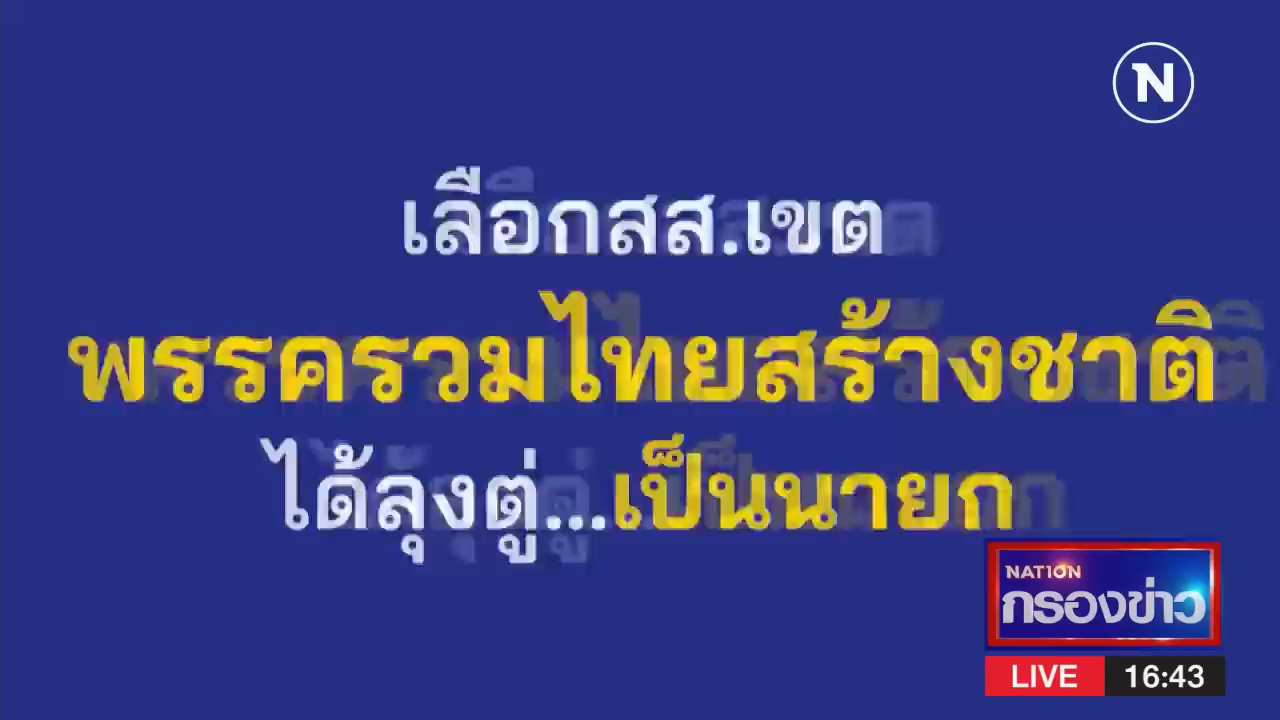 N
เลือกสส.เขต
พรรครวมไทยสร้างชาติ
ได้ลุงตู่...เป็นนายก
NATION
กรองข่าว
LIVE 16:43